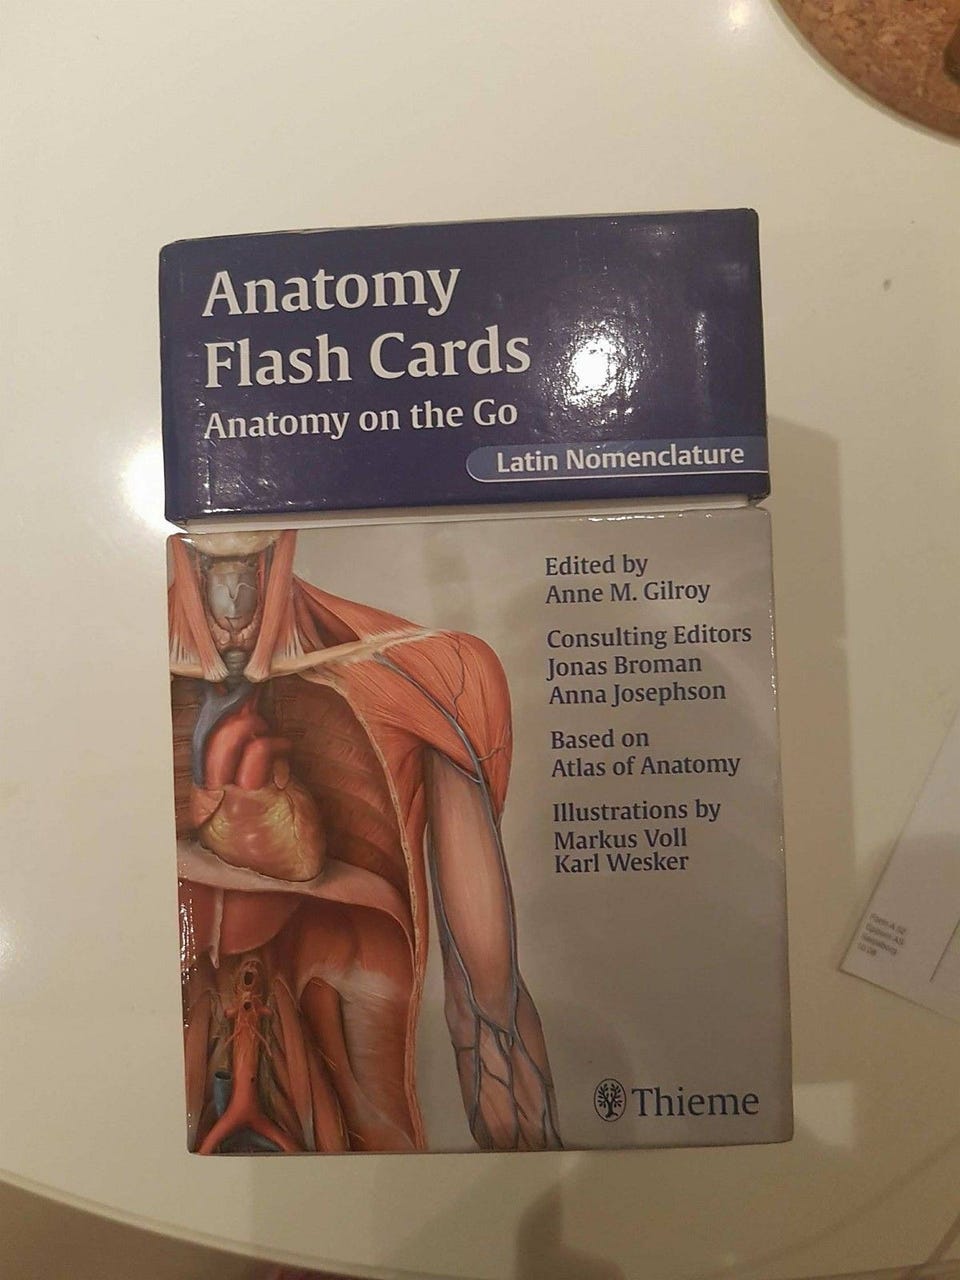 Anatomy
Flash Cards
Anatomy on the Go
Latin Nomenclature
Edited by
Anne M. Gilroy
Consulting Editors
Jonas Broman
Anna Josephson
Based on
Atlas of Anatomy
Illustrations by
Markus Voll
Karl Wesker
Thieme